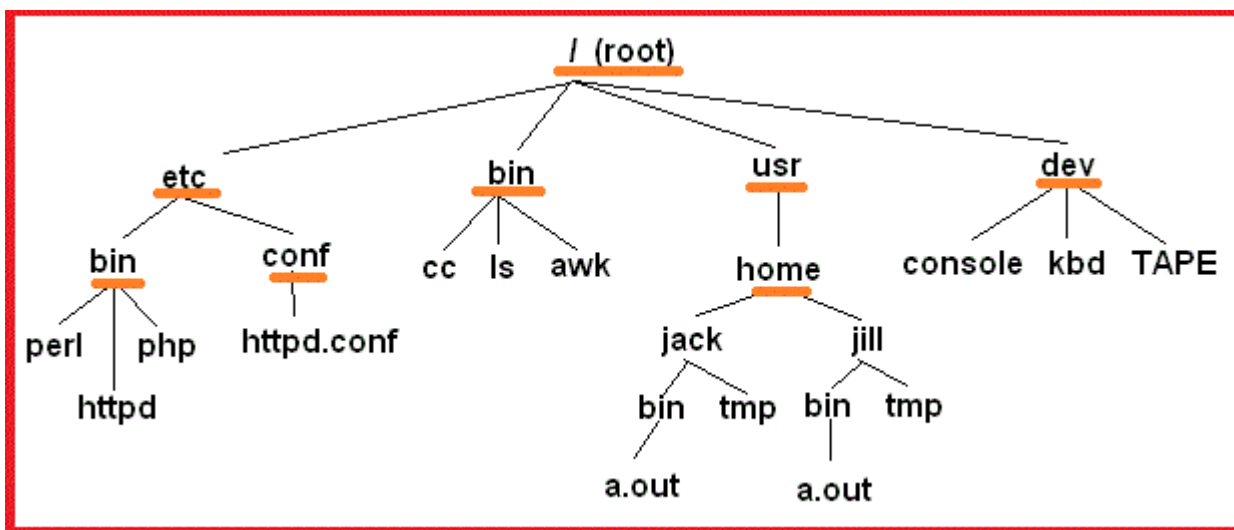 / (root)
etc bin usr dev
bin conf cc ls awk home console kbd TAPE
perl php httpd.conf jack jill
httpd bin tmp bin tmp
a.out a.out